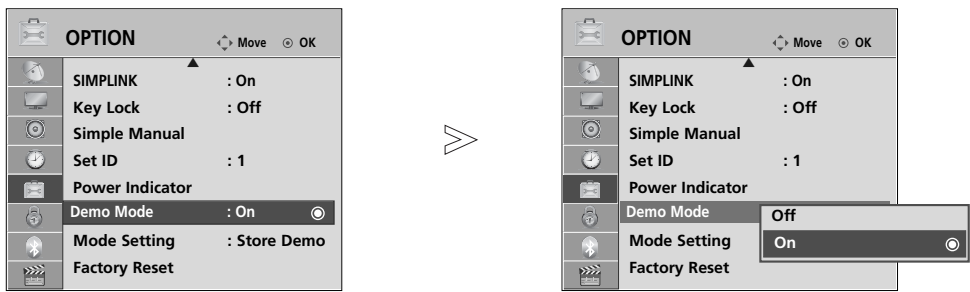 OPTION Move OK
SIMPLINK : On
Key Lock : Off
Simple Manual
Set ID : 1
Power Indicator
Demo Mode : On
Mode Setting : Store Demo
Factory Reset
OPTION Move OK
SIMPLINK : On
Key Lock : Off
Simple Manual
Set ID : 1
Power Indicator
Demo Mode
Off
Mode Setting
On
Factory Reset